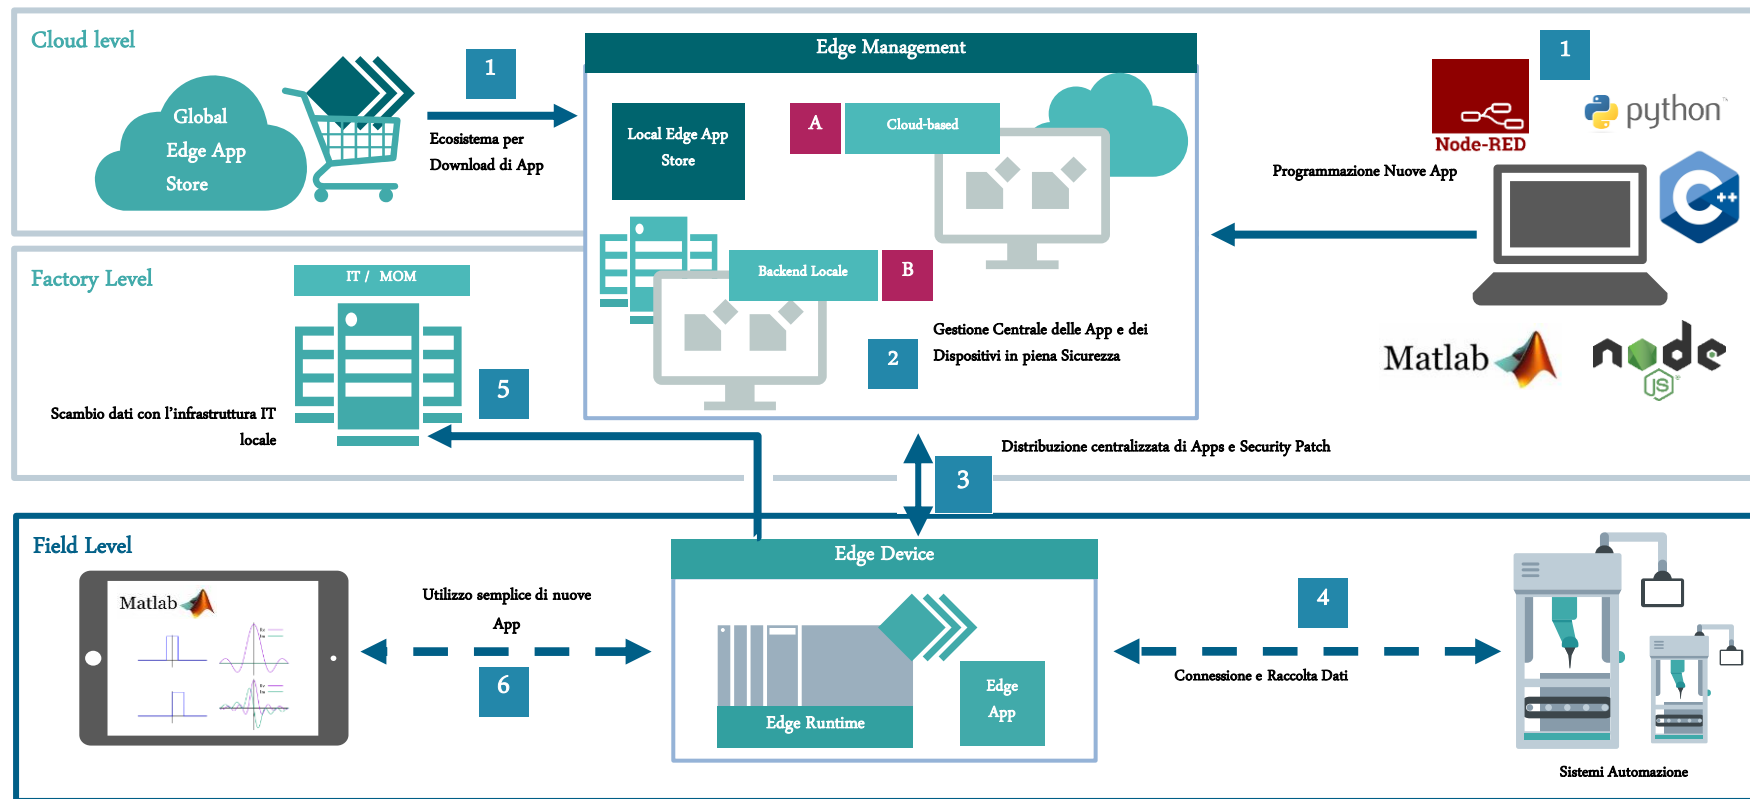 Cloud level
Global
Edge App
Store
1
Ecosistema per
Download di App
Edge Management
Local Edge App
Store
A
Cloud-based
Backend Locale
B
2
Gestione Centrale delle App e dei
Dispositivi in piena Sicurezza
1
Node-RED
python
Programmazione Nuove App
C++
Matlab
node
JS
Factory Level
IT / MOM
5
Scambio dati con l'infrastruttura IT
locale
3
Distribuzione centralizzata di Apps e Security Patch
Field Level
Matlab
Utilizzo semplice di nuove
App
6
Edge Device
Edge Runtime
Edge
App
4
Connessione e Raccolta Dati
Sistemi Automazione